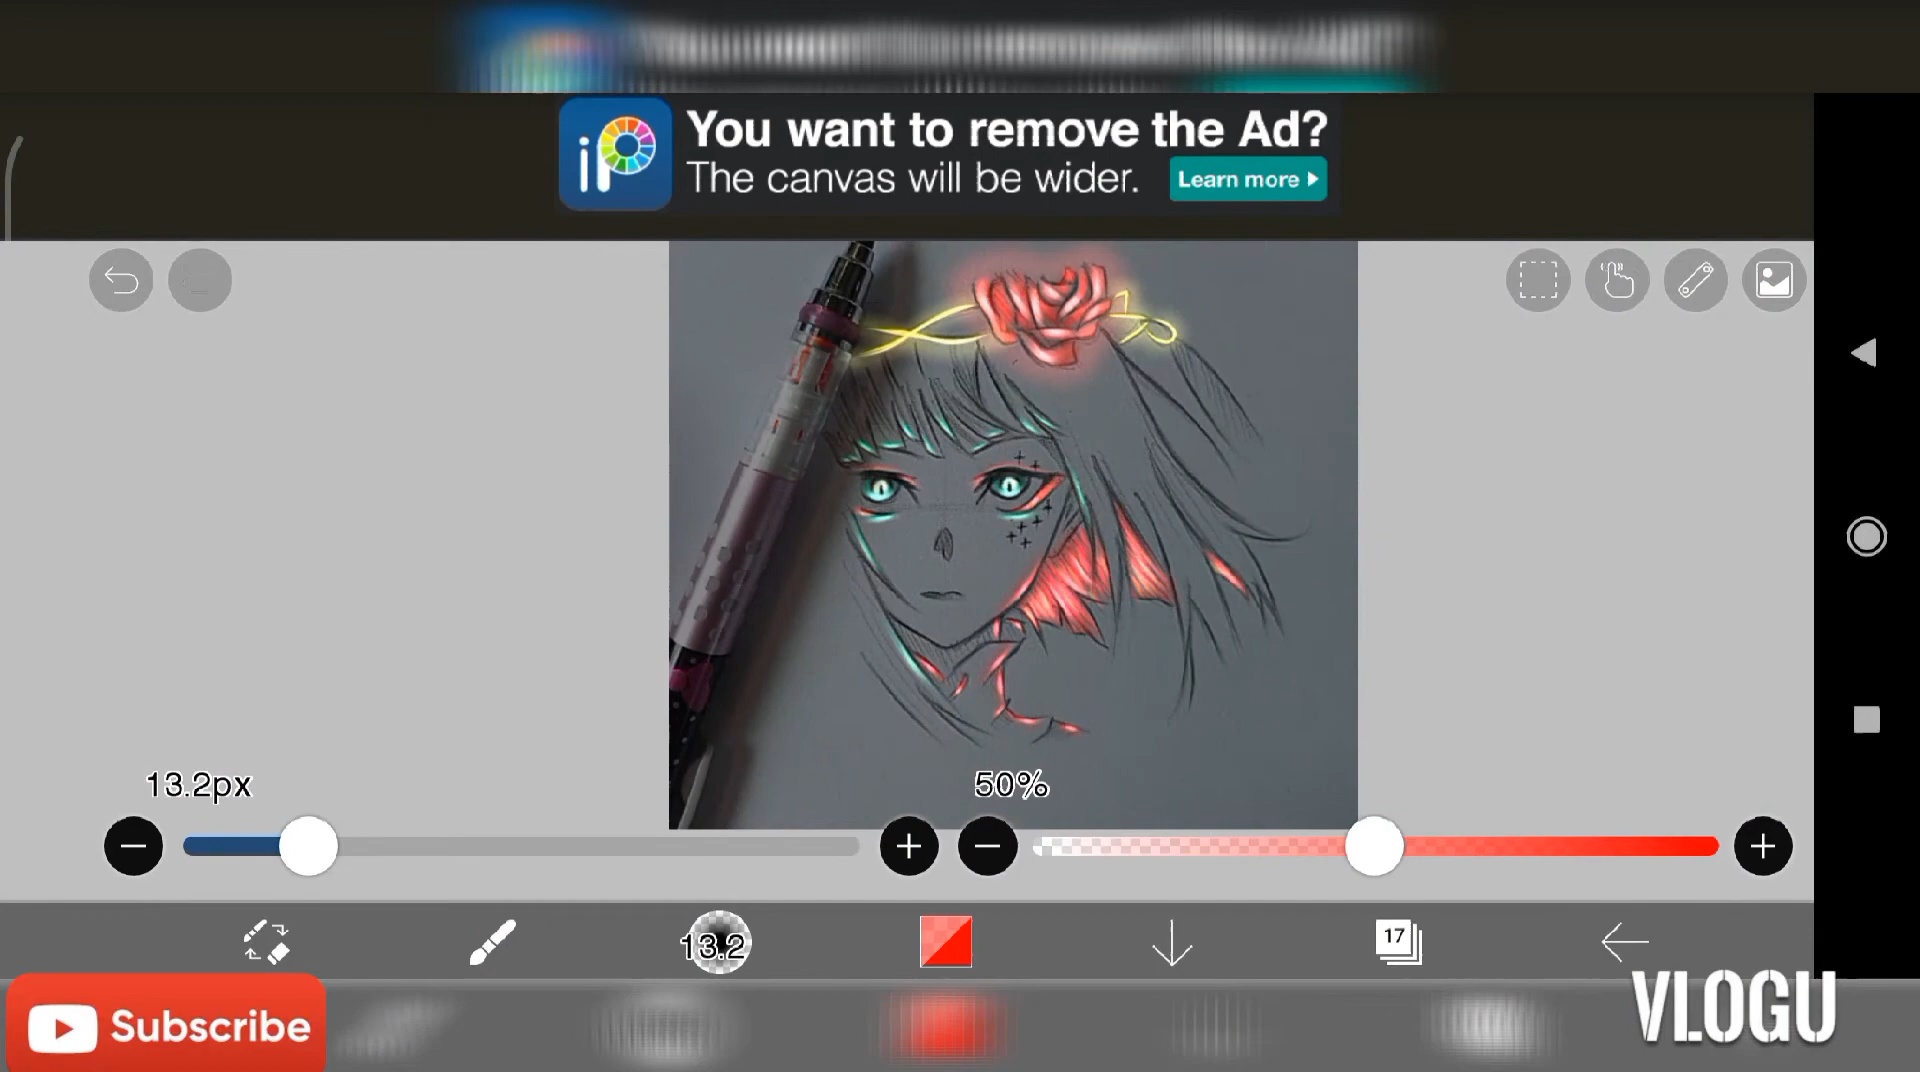 iP
You want to remove the Ad?
The canvas will be wider.
Learn more
13.2px
50%
13.2
17
Subscribe
VLOGU